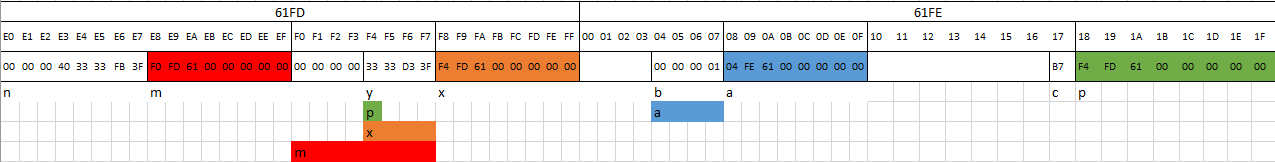 61FD 61FE
E0 E1 E2 E3 E4 E5 E6 E7 E8 E9 EA EB EC ED EE EF F0 F1 F2 F3 F4 F5 F6 F7 F8 F9 FA FB FC FD FE FF 00 01 02 03 04 05 06 07 08 09 0A 0B 0C 0D 0E 0F 10 11 12 13 14 15 16 17 18 19 1A 1B 1C 1D 1E 1F
00 00 00 40 33 33 FB 3F F0 FD 61 00 00 00 00 00 00 00 00 00 33 33 D3 3F F4 FD 61 00 00 00 00 00 00 00 00 01 04 FE 61 00 00 00 00 00 B7 F4 FD 61 00 00 00 00 00
n m y x b a c p
p a
x
m